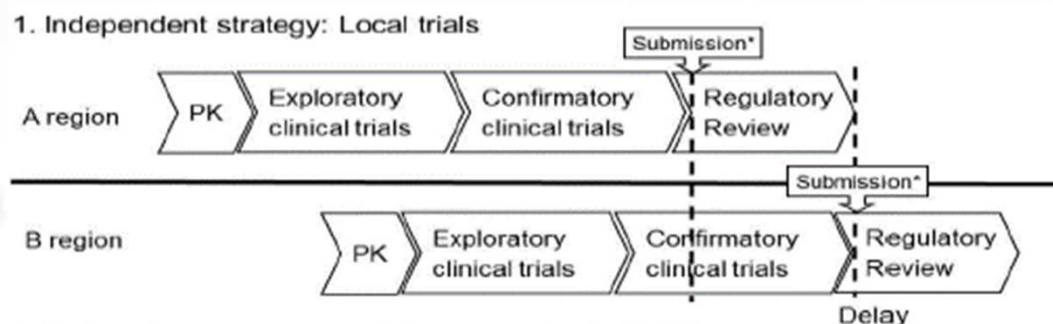 1. Independent strategy: Local trials
Submission*
A region
PK
Exploratory
clinical trials
Confirmatory
clinical trials
Regulatory
Review
Submission*
B region
PK
Exploratory
clinical trials
Confirmatory
clinical trials
Regulatory
Review
Delay